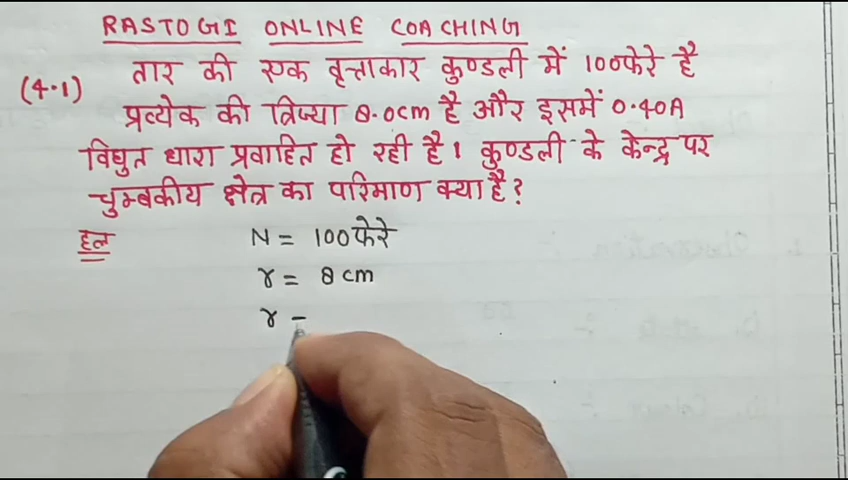 RASTOGI ONLINE COACHING
(4.1) तार की एक वृत्ताकार कुण्डली में 100 फेरे है
प्रत्येक की त्रिज्या 8.0cm है और इसमें 0.40A
विधुत धारा प्रवाहित हो रही है। कुण्डली के केन्द्र पर
चुम्बकीय क्षेत्र का परिमाण क्या है?
हल
N = 100 फेरे
r = 8 cm
r =